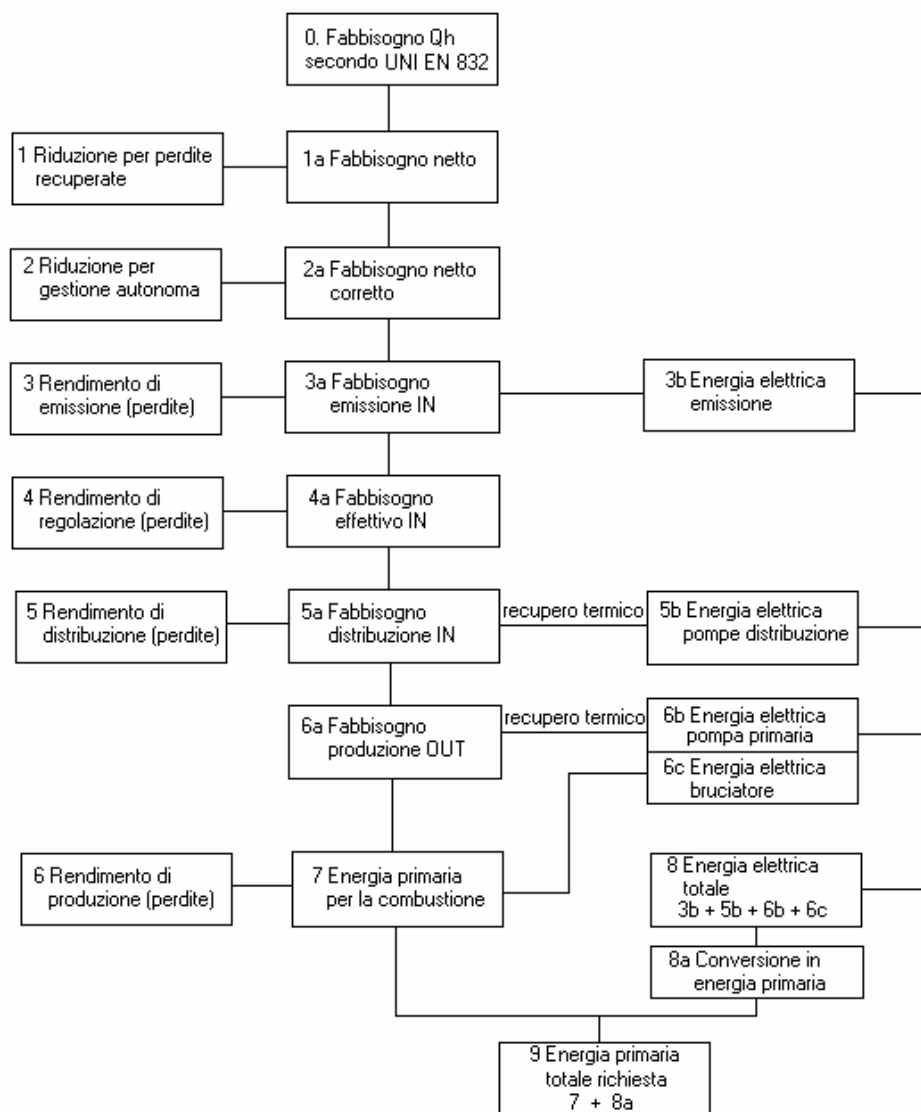 0. Fabbisogno Qh
secondo UNI EN 832
1 Riduzione per perdite
recuperate
1a Fabbisogno netto
2 Riduzione per
gestione autonoma
2a Fabbisogno netto
corretto
3 Rendimento di
emissione (perdite)
3a Fabbisogno
emissione IN
3b Energia elettrica
emissione
4 Rendimento di
regolazione (perdite)
4a Fabbisogno
effettivo IN
5 Rendimento di
distribuzione (perdite)
5a Fabbisogno
distribuzione IN
recupero termico
5b Energia elettrica
pompe distribuzione
6a Fabbisogno
produzione OUT
recupero termico
6b Energia elettrica
pompa primaria
6c Energia elettrica
bruciatore
6 Rendimento di
produzione (perdite)
7 Energia primaria
per la combustione
8 Energia elettrica
totale
3b + 5b + 6b + 6c
8a Conversione in
energia primaria
9 Energia primaria
totale richiesta
7 + 8a